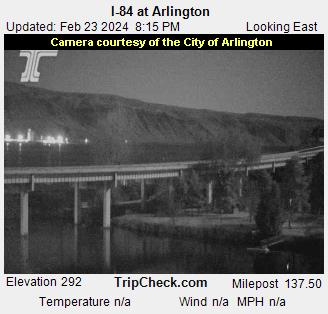 I-84 at Arlington
Updated: Feb 23 2024 8:15 PM Looking East
Camera courtesy of the City of Arlington
Elevation 292 TripCheck.com Milepost 137.50
Temperature n/a Wind n/a MPH n/a